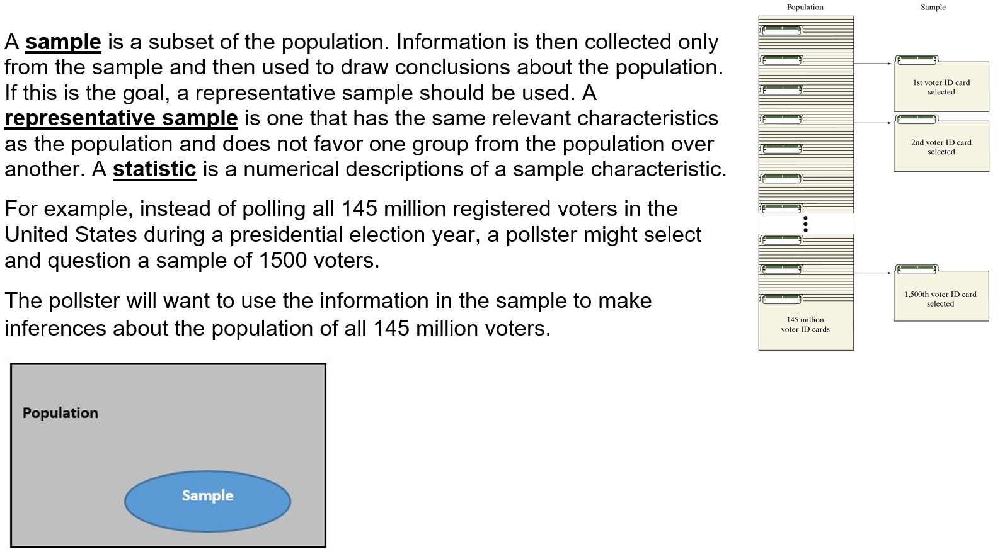 A sample is a subset of the population. Information is then collected only
from the sample and then used to draw conclusions about the population.
If this is the goal, a representative sample should be used. A
representative sample is one that has the same relevant characteristics
as the population and does not favor one group from the population over
another. A statistic is a numerical descriptions of a sample characteristic.
For example, instead of polling all 145 million registered voters in the
United States during a presidential election year, a pollster might select
and question a sample of 1500 voters.
The pollster will want to use the information in the sample to make
inferences about the population of all 145 million voters.
Population
Sample
Population
Sample
1st voter ID card
selected
2nd voter ID card
selected
1,500th voter ID card
selected
145 million
voter ID cards